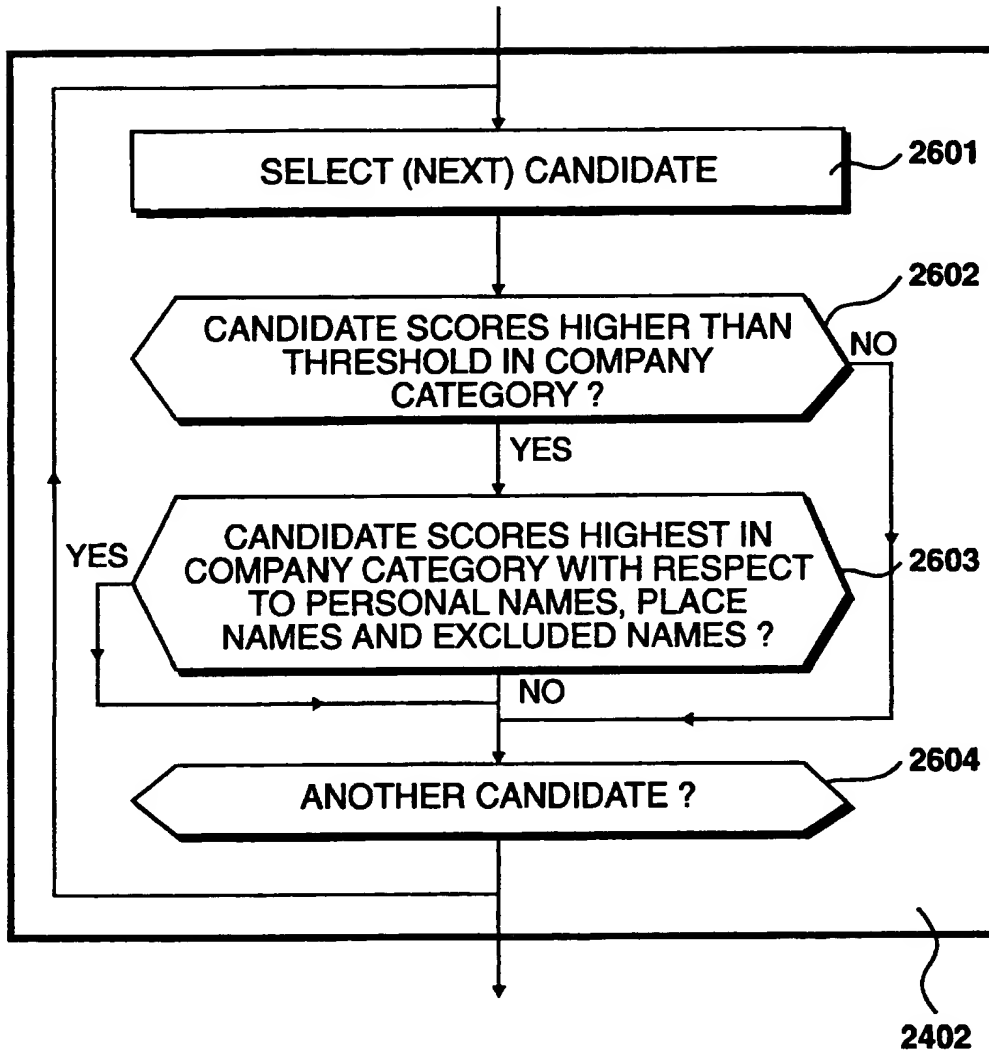 SELECT (NEXT) CANDIDATE
2601
2602
CANDIDATE SCORES HIGHER THAN
THRESHOLD IN COMPANY
CATEGORY ?
NO
YES
CANDIDATE SCORES HIGHEST IN
COMPANY CATEGORY WITH RESPECT
TO PERSONAL NAMES, PLACE
NAMES AND EXCLUDED NAMES ?
YES
2603
NO
2604
ANOTHER CANDIDATE ?
2402